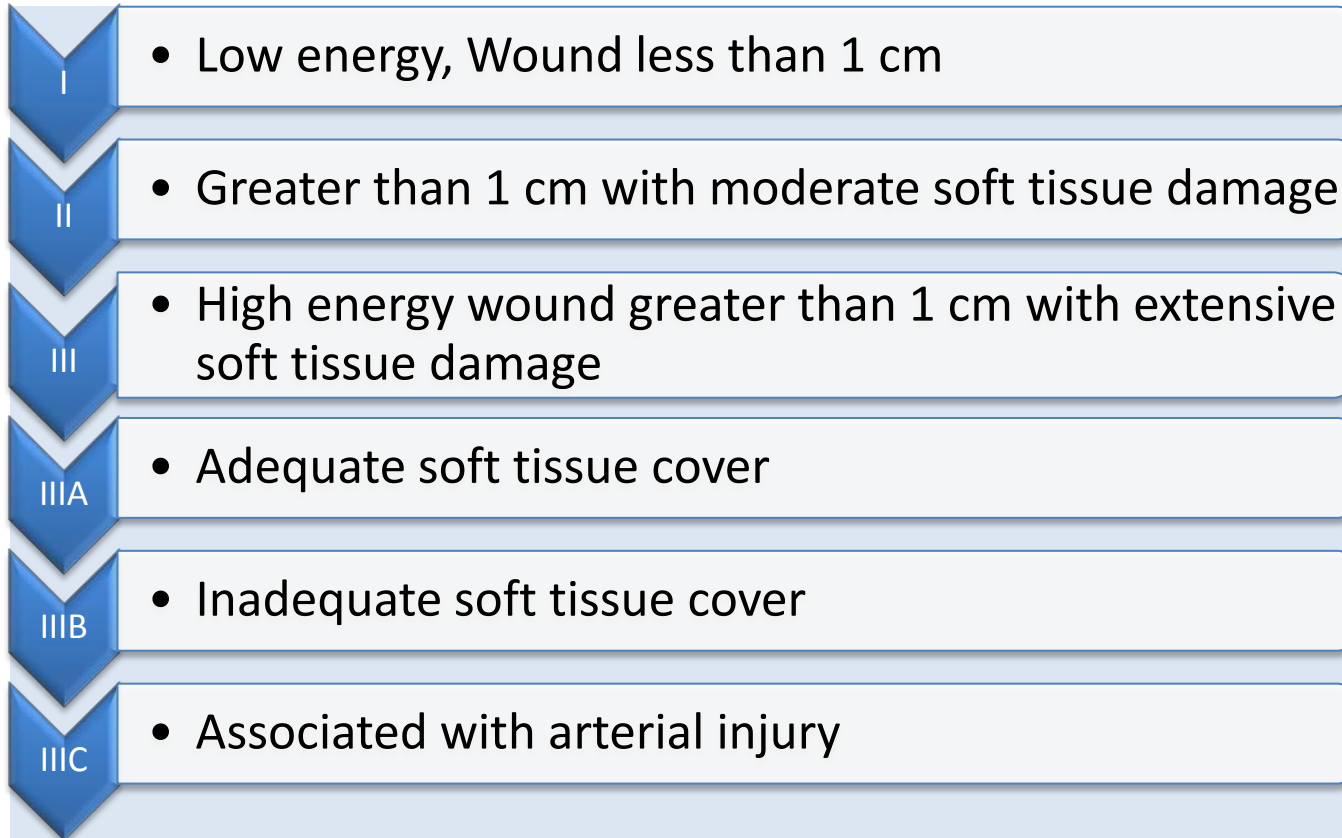 I
• Low energy, Wound less than 1 cm
II
• Greater than 1 cm with moderate soft tissue damage
III
• High energy wound greater than 1 cm with extensive
soft tissue damage
IIIA
• Adequate soft tissue cover
IIIB
• Inadequate soft tissue cover
IIIC
• Associated with arterial injury